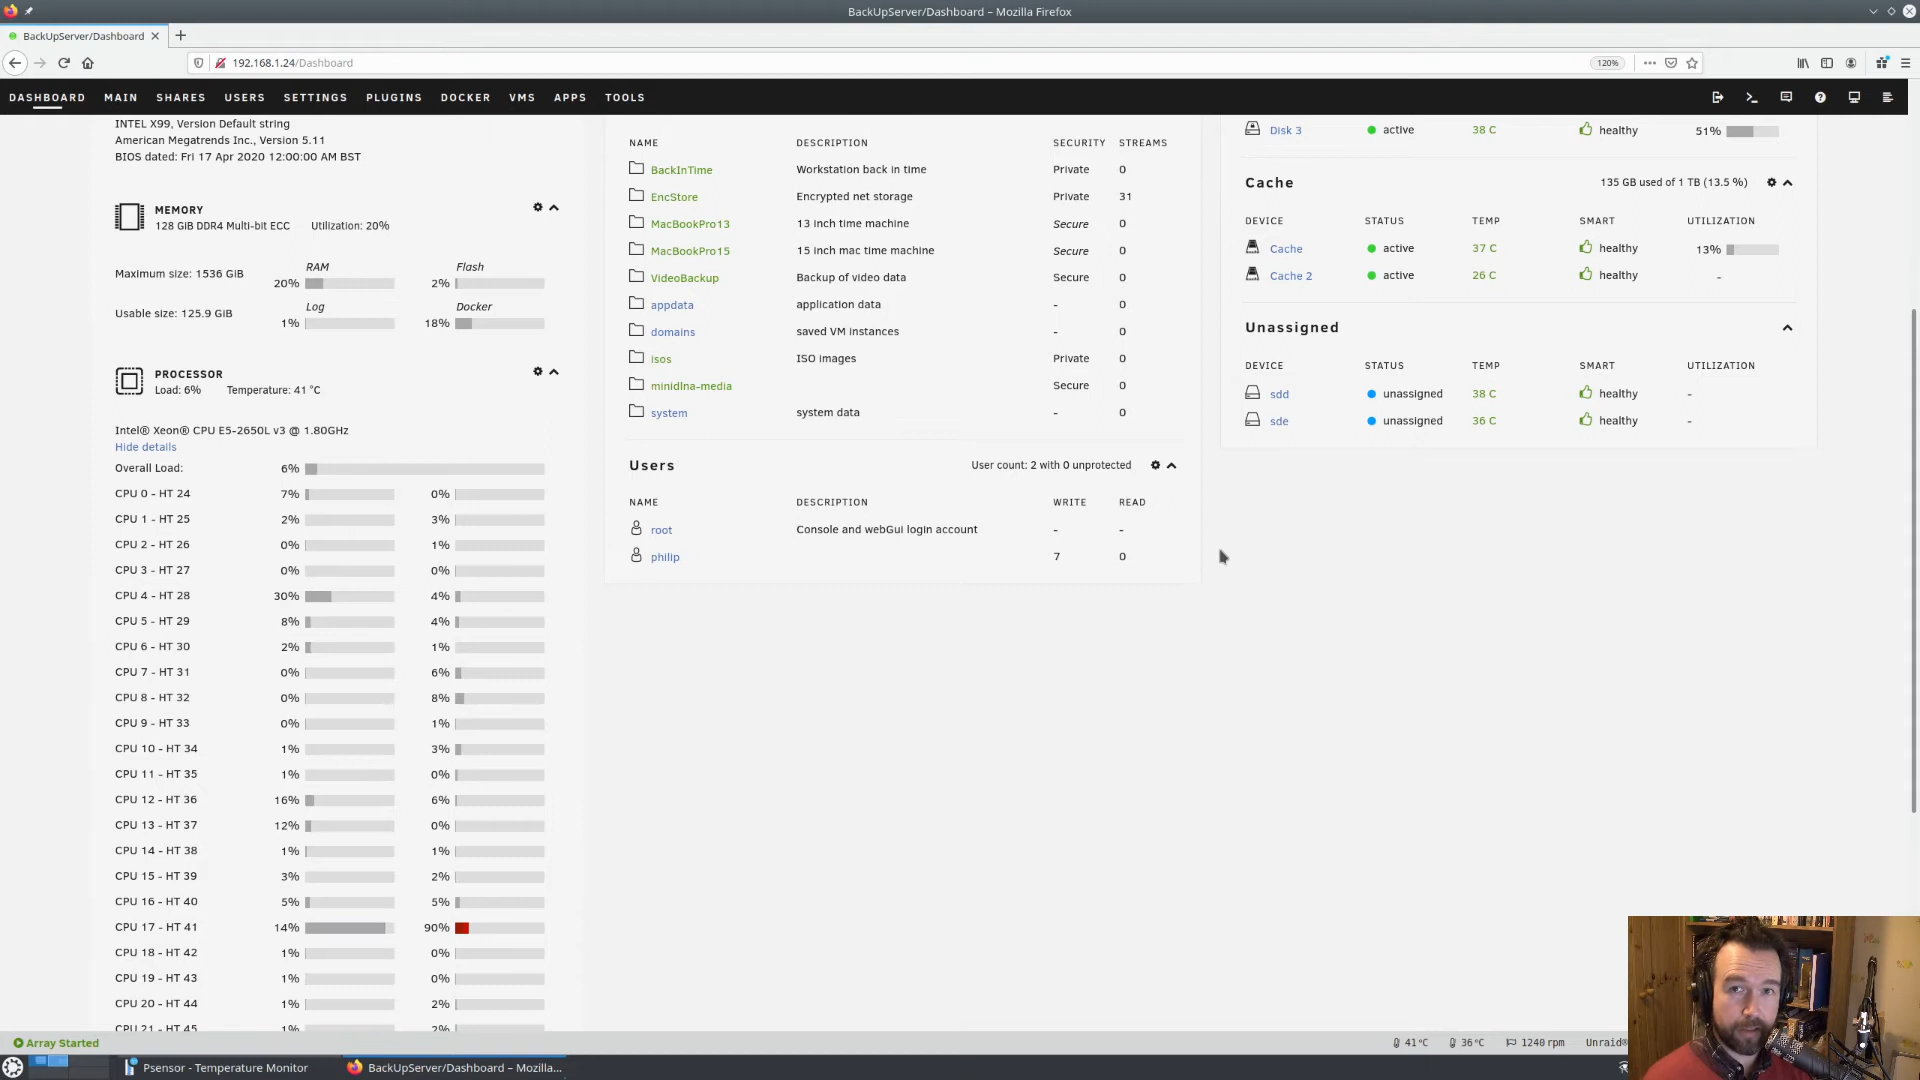 BackUpServer/Dashboard – Mozilla Firefox
BackUpServer/Dashboard
192.168.1.24/Dashboard
120%
DASHBOARD MAIN SHARES USERS SETTINGS PLUGINS DOCKER VMS APPS TOOLS
INTEL X99, Version Default string
American Megatrends Inc., Version 5.11
BIOS dated: Fri 17 Apr 2020 12:00:00 AM BST
MEMORY
128 GiB DDR4 Multi-bit ECC Utilization: 20%
RAM Flash
Maximum size: 1536 GiB 20% 2%
Log Docker
Usable size: 125.9 GiB 1% 18%
PROCESSOR
Load: 6% Temperature: 41 °C
Intel® Xeon® CPU E5-2650L v3 @ 1.80GHz
Hide details
Overall Load: 6%
CPU 0 - HT 24 7% 0%
CPU 1 - HT 25 2% 3%
CPU 2 - HT 26 0% 1%
CPU 3 - HT 27 0% 0%
CPU 4 - HT 28 30% 4%
CPU 5 - HT 29 8% 4%
CPU 6 - HT 30 2% 1%
CPU 7 - HT 31 0% 6%
CPU 8 - HT 32 0% 8%
CPU 9 - HT 33 0% 1%
CPU 10 - HT 34 1% 3%
CPU 11 - HT 35 1% 0%
CPU 12 - HT 36 16% 6%
CPU 13 - HT 37 12% 0%
CPU 14 - HT 38 1% 1%
CPU 15 - HT 39 3% 2%
CPU 16 - HT 40 5% 5%
CPU 17 - HT 41 14% 90%
CPU 18 - HT 42 1% 0%
CPU 19 - HT 43 1% 0%
CPU 20 - HT 44 1% 2%
CPU 21 - HT 45 1% 2%
NAME DESCRIPTION SECURITY STREAMS
BackInTime Workstation back in time Private 0
EncStore Encrypted net storage Private 31
MacBookPro13 13 inch time machine Secure 0
MacBookPro15 15 inch mac time machine Secure 0
VideoBackup Backup of video data Secure 0
appdata application data - 0
domains saved VM instances - 0
isos ISO images Private 0
minidlna-media Secure 0
system system data - 0
Users User count: 2 with 0 unprotected
NAME DESCRIPTION WRITE READ
root Console and webGui login account - -
philip 7 0
Disk 3 active 38 C healthy 51%
Cache 135 GB used of 1 TB (13.5 %)
DEVICE STATUS TEMP SMART UTILIZATION
Cache active 37 C healthy 13%
Cache 2 active 26 C healthy -
Unassigned
DEVICE STATUS TEMP SMART UTILIZATION
sdd unassigned 38 C healthy -
sde unassigned 36 C healthy -
Array Started 41°C 36°C 1240 rpm Unraid®
Psensor - Temperature Monitor BackUpServer/Dashboard – Mozilla...